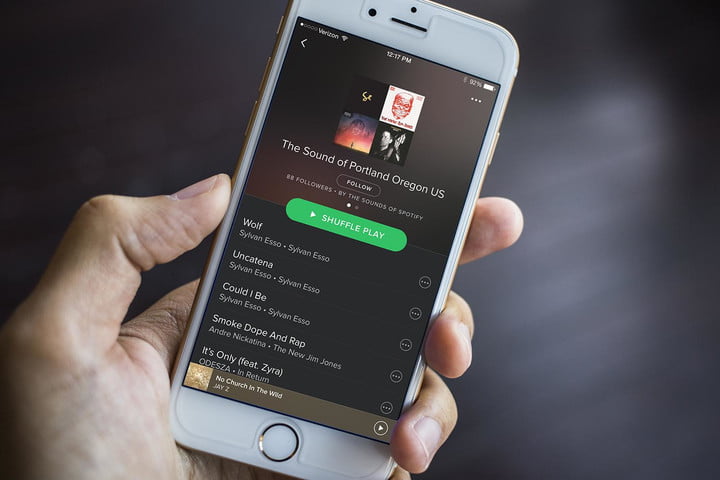 Verizon
12:17 PM
92%
The Sound of Portland Oregon US
FOLLOW
88 FOLLOWERS • BY THE SOUNDS OF SPOTIFY
SHUFFLE PLAY
Wolf
Sylvan Esso • Sylvan Esso
Uncatena
Sylvan Esso • Sylvan Esso
Could I Be
Sylvan Esso • Sylvan Esso
Smoke Dope And Rap
Andre Nickatina • The New Jim Jones
It's Only (feat. Zyra)
ODESZA • In Return
No Church In The Wild
JAY Z